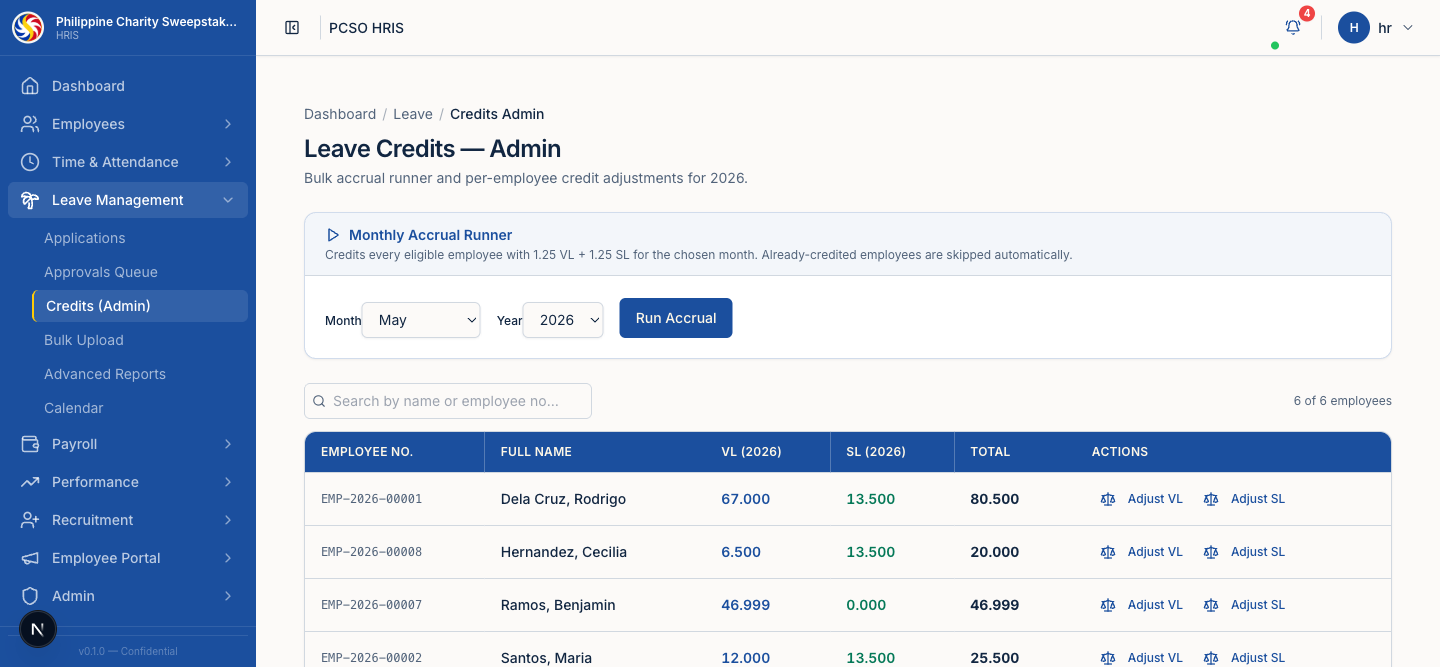 Philippine Charity Sweepstak...
HRIS
PCSO HRIS
4
H
hr
Dashboard
Employees
Time & Attendance
Leave Management
Applications
Approvals Queue
Credits (Admin)
Bulk Upload
Advanced Reports
Calendar
Payroll
Performance
Recruitment
Employee Portal
Admin
N
v0.1.0 — Confidential
Dashboard / Leave / Credits Admin
Leave Credits — Admin
Bulk accrual runner and per-employee credit adjustments for 2026.
Monthly Accrual Runner
Credits every eligible employee with 1.25 VL + 1.25 SL for the chosen month. Already-credited employees are skipped automatically.
Month May Year 2026 Run Accrual
Search by name or employee no...
6 of 6 employees
EMPLOYEE NO. FULL NAME VL (2026) SL (2026) TOTAL ACTIONS
EMP-2026-00001 Dela Cruz, Rodrigo 67.000 13.500 80.500 Adjust VL Adjust SL
EMP-2026-00008 Hernandez, Cecilia 6.500 13.500 20.000 Adjust VL Adjust SL
EMP-2026-00007 Ramos, Benjamin 46.999 0.000 46.999 Adjust VL Adjust SL
EMP-2026-00002 Santos, Maria 12.000 13.500 25.500 Adjust VL Adjust SL